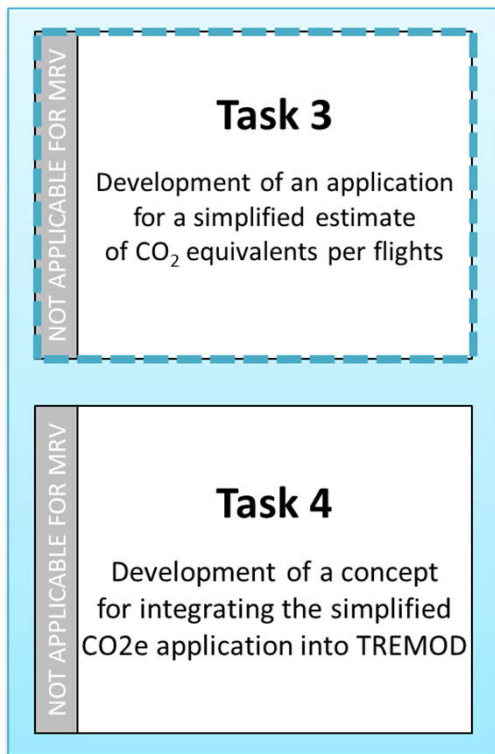 NOT APPLICABLE FOR MRV
Task 3
Development of an application
for a simplified estimate
of CO₂ equivalents per flights
NOT APPLICABLE FOR MRV
Task 4
Development of a concept
for integrating the simplified
CO2e application into TREMOD